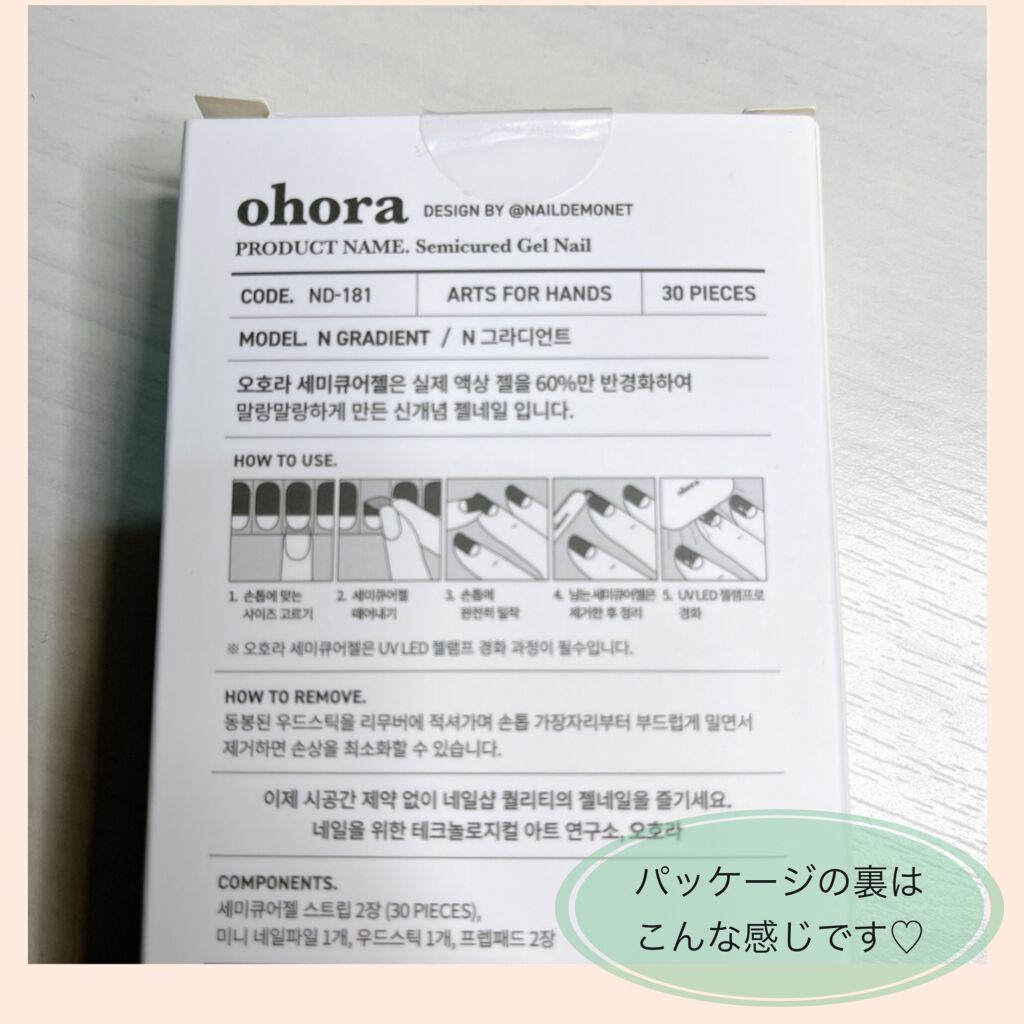 ohora DESIGN BY @NAILDEMONET
PRODUCT NAME. Semicured Gel Nail
CODE. ND-181 ARTS FOR HANDS 30 PIECES
MODEL. N GRADIENT / N 그라디언트
오호라 세미큐어젤은 실제 액상 젤을 60%만 반경화하여
말랑말랑하게 만든 신개념 젤네일 입니다.
HOW TO USE.
ohora
1. 손톱에 맞는
사이즈 고르기
2. 세미큐어젤
떼어내기
3. 손톱에
완전히 밀착
4. 남는 세미큐어젤은
제거한 후 정리
5. UV LED 젤램프로
경화
※ 오호라 세미큐어젤은 UV LED 젤램프 경화 과정이 필수입니다.
HOW TO REMOVE.
동봉된 우드스틱을 리무버에 적셔가며 손톱 가장자리부터 부드럽게 밀면서
제거하면 손상을 최소화할 수 있습니다.
이제 시공간 제약 없이 네일샵 퀄리티의 젤네일을 즐기세요.
네일을 위한 테크놀로지컬 아트 연구소, 오호라
COMPONENTS.
세미큐어젤 스트립 2장 (30 PIECES),
미니 네일파일 1개, 우드스틱 1개, 프렙패드 2장
パッケージの裏は
こんな感じです♡